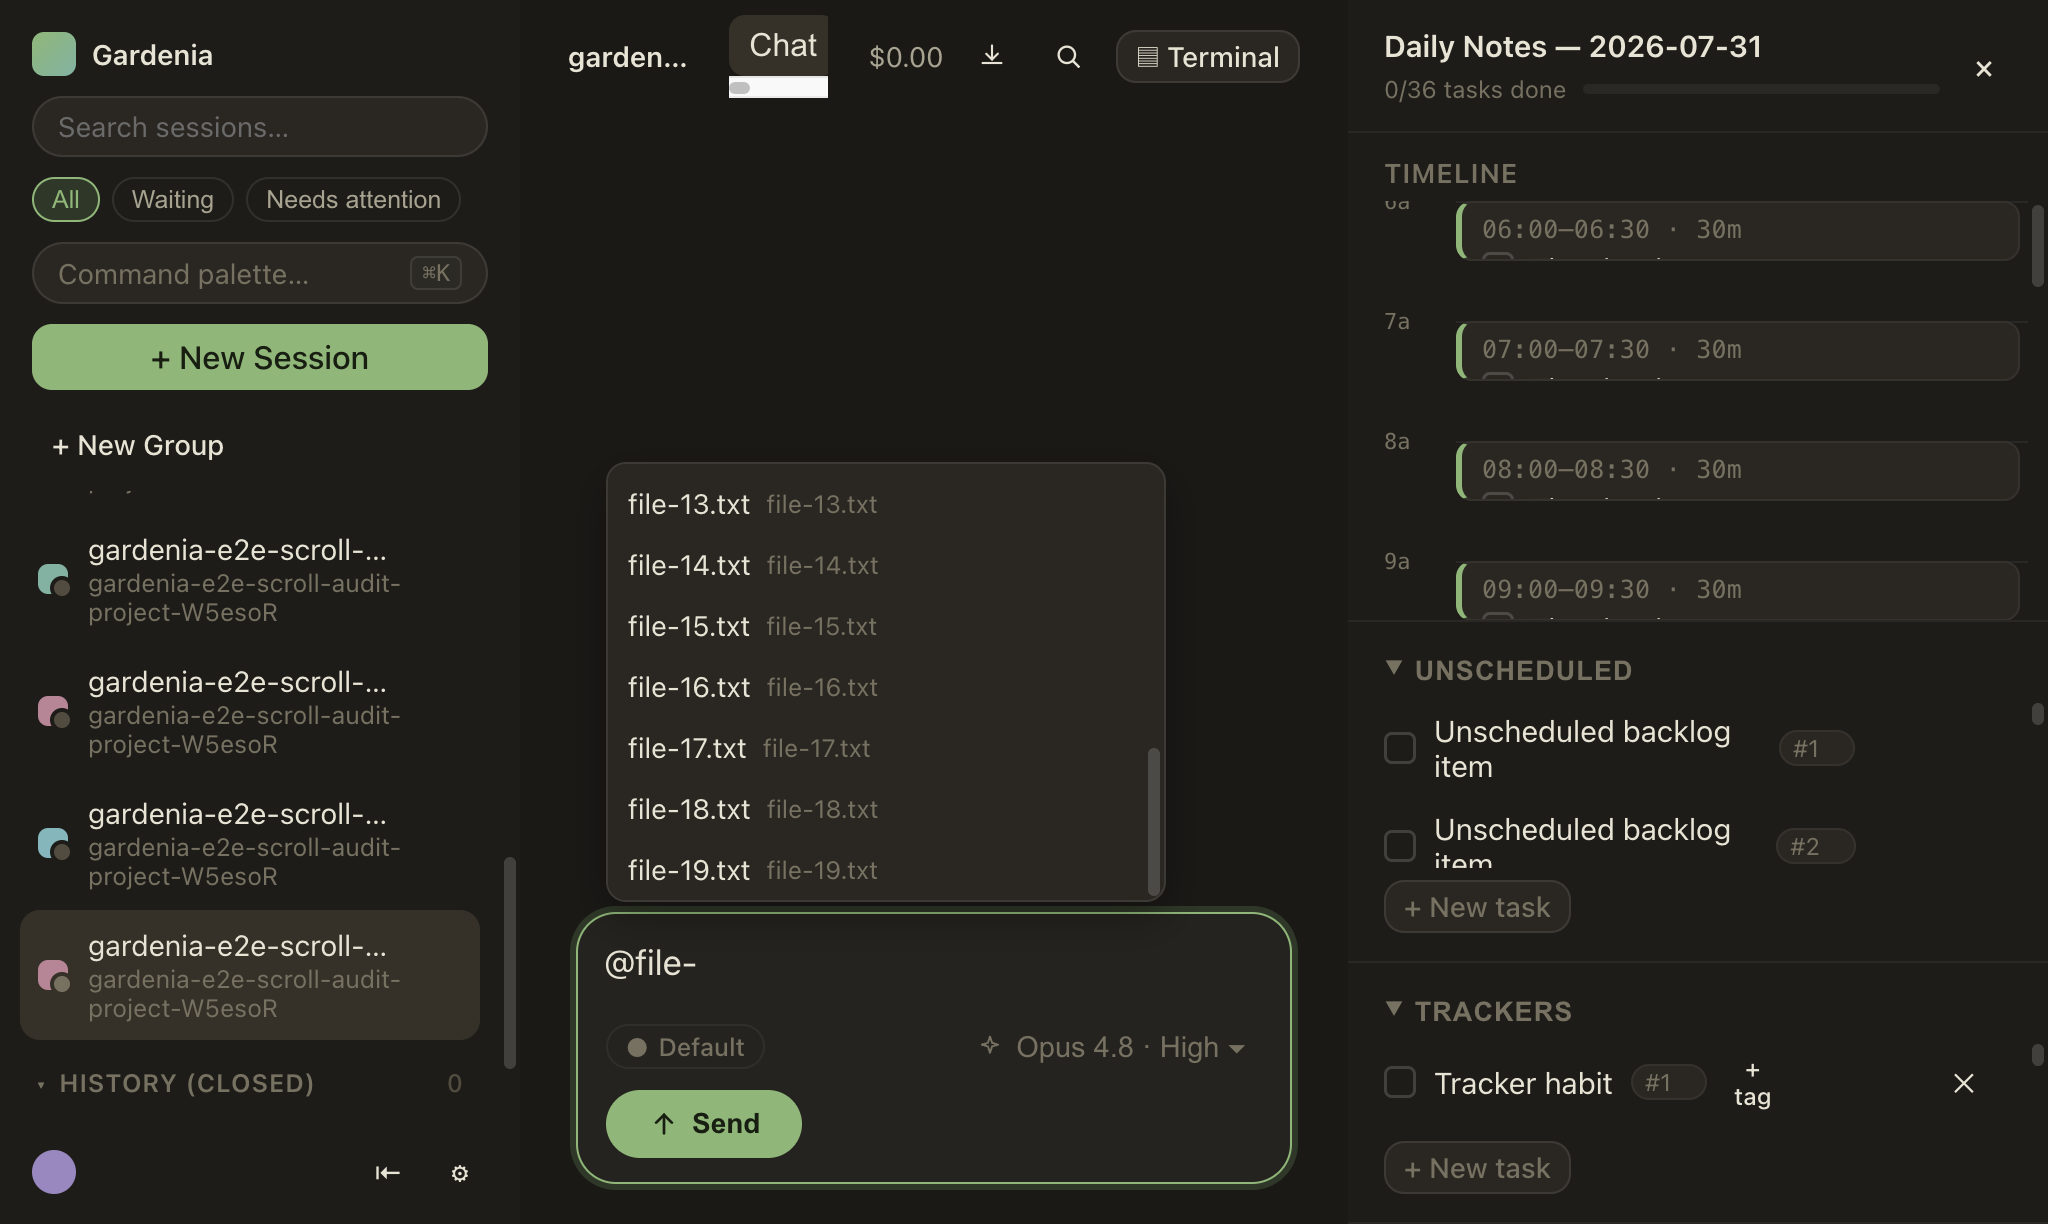 Gardenia
Search sessions...
All
Waiting
Needs attention
Command palette...
⌘K
+ New Session
+ New Group
gardenia-e2e-scroll-...
gardenia-e2e-scroll-audit-
project-W5esoR
gardenia-e2e-scroll-...
gardenia-e2e-scroll-audit-
project-W5esoR
gardenia-e2e-scroll-...
gardenia-e2e-scroll-audit-
project-W5esoR
gardenia-e2e-scroll-...
gardenia-e2e-scroll-audit-
project-W5esoR
HISTORY (CLOSED)
0
garden...
Chat
$0.00
Terminal
file-13.txt file-13.txt
file-14.txt file-14.txt
file-15.txt file-15.txt
file-16.txt file-16.txt
file-17.txt file-17.txt
file-18.txt file-18.txt
file-19.txt file-19.txt
@file-
Default
Opus 4.8 · High
Send
Daily Notes — 2026-07-31
0/36 tasks done
TIMELINE
6a
06:00–06:30 · 30m
7a
07:00–07:30 · 30m
8a
08:00–08:30 · 30m
9a
09:00–09:30 · 30m
UNSCHEDULED
Unscheduled backlog
item
#1
Unscheduled backlog
item
#2
+ New task
TRACKERS
Tracker habit
#1
+
tag
+ New task